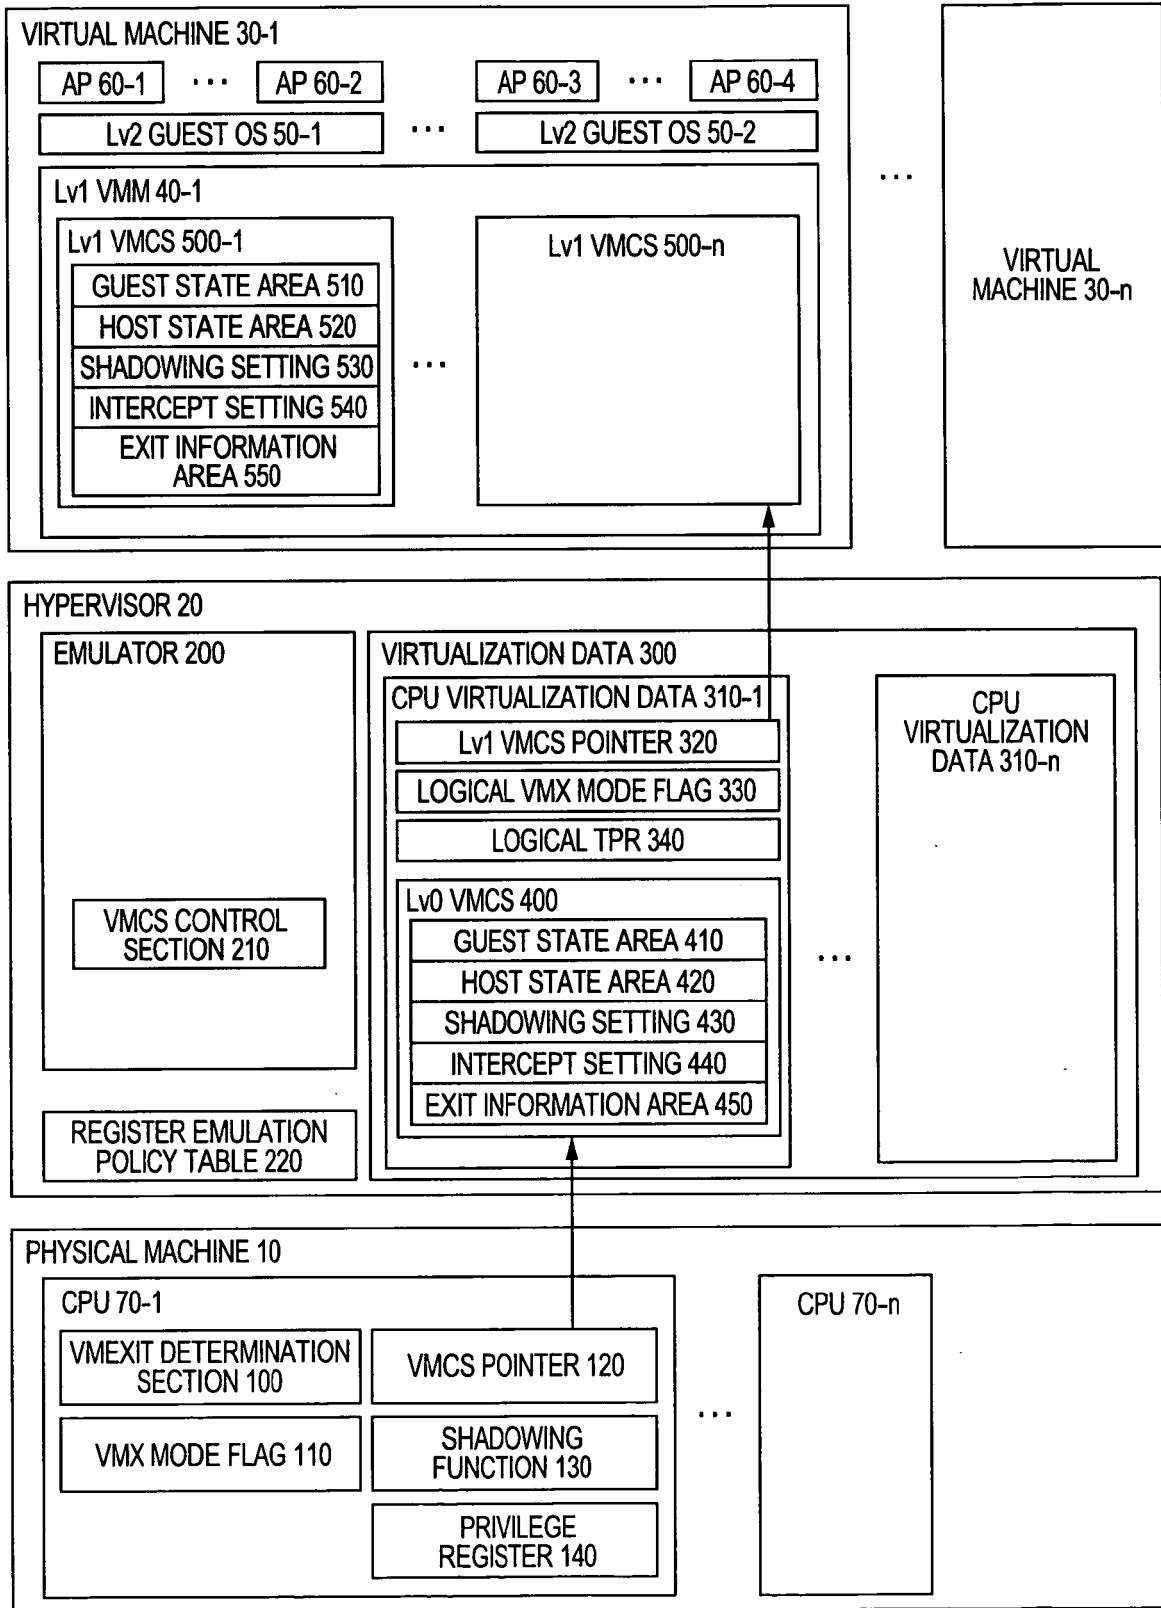 VIRTUAL MACHINE 30-1
AP 60-1 ... AP 60-2 AP 60-3 ... AP 60-4
Lv2 GUEST OS 50-1 ... Lv2 GUEST OS 50-2
Lv1 VMM 40-1
Lv1 VMCS 500-1
GUEST STATE AREA 510
HOST STATE AREA 520
SHADOWING SETTING 530
INTERCEPT SETTING 540
EXIT INFORMATION
AREA 550
...
Lv1 VMCS 500-n
...
VIRTUAL
MACHINE 30-n
HYPERVISOR 20
EMULATOR 200
VMCS CONTROL
SECTION 210
REGISTER EMULATION
POLICY TABLE 220
VIRTUALIZATION DATA 300
CPU VIRTUALIZATION DATA 310-1
Lv1 VMCS POINTER 320
LOGICAL VMX MODE FLAG 330
LOGICAL TPR 340
Lv0 VMCS 400
GUEST STATE AREA 410
HOST STATE AREA 420
SHADOWING SETTING 430
INTERCEPT SETTING 440
EXIT INFORMATION AREA 450
...
CPU
VIRTUALIZATION
DATA 310-n
PHYSICAL MACHINE 10
CPU 70-1
VMEXIT DETERMINATION
SECTION 100
VMCS POINTER 120
VMX MODE FLAG 110
SHADOWING
FUNCTION 130
PRIVILEGE
REGISTER 140
...
CPU 70-n